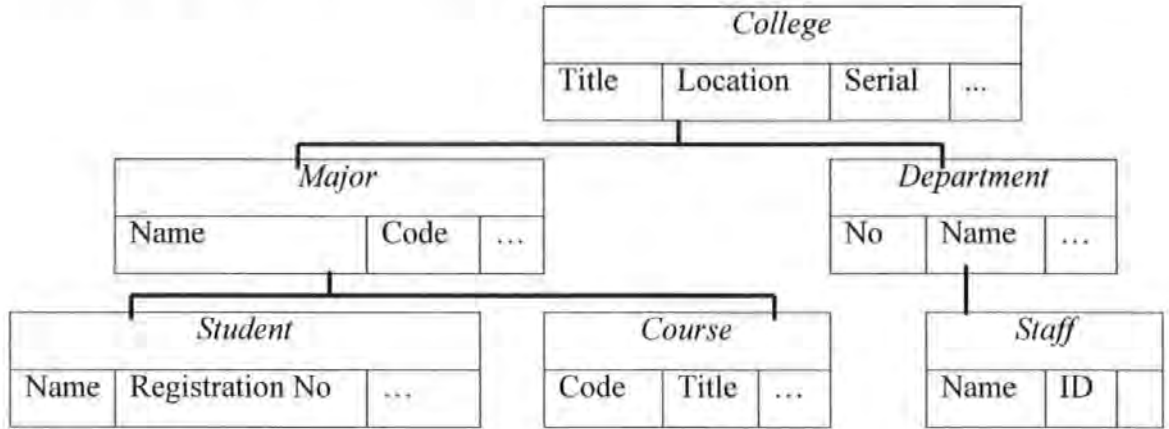 College
Title Location Serial ...
Major Department
Name Code ... No Name ...
Student Course Staff
Name Registration No ... Code Title ... Name ID